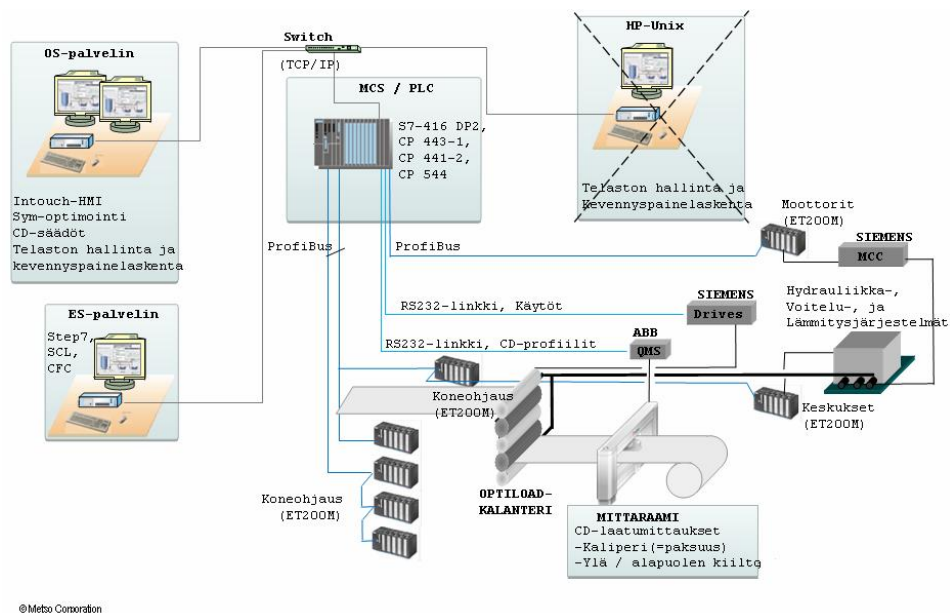 OS-palvelin
Intouch-HMI
Sym-optimointi
CD-säädöt
Telaston hallinta ja
kevennyspainelaskenta
Switch
(TCP/IP)
MCS / PLC
S7-416 DP2,
CP 443-1,
CP 441-2,
CP 544
HP-Unix
Telaston hallinta ja
Kevennyspainelaskenta
ProfiBus
ProfiBus
Moottorit
(ET200M)
SIEMENS
MCC
ES-palvelin
Step7,
SCL,
CFC
RS232-linkki, Käytöt
SIEMENS
Drives
Hydrauliikka-,
Voitelu-, ja
Lämmitysjärjestelmät
RS232-linkki, CD-profiilit
ABB
QMS
Koneohjaus
(ET200M)
Keskukset
(ET200M)
Koneohjaus
(ET200M)
OPTILOAD-
KALANTERI
MITTARAAMI
CD-laatumittaukset
-Kaliperi(=paksuus)
-Ylä / alapuolen kiilto
©Metso Corporation